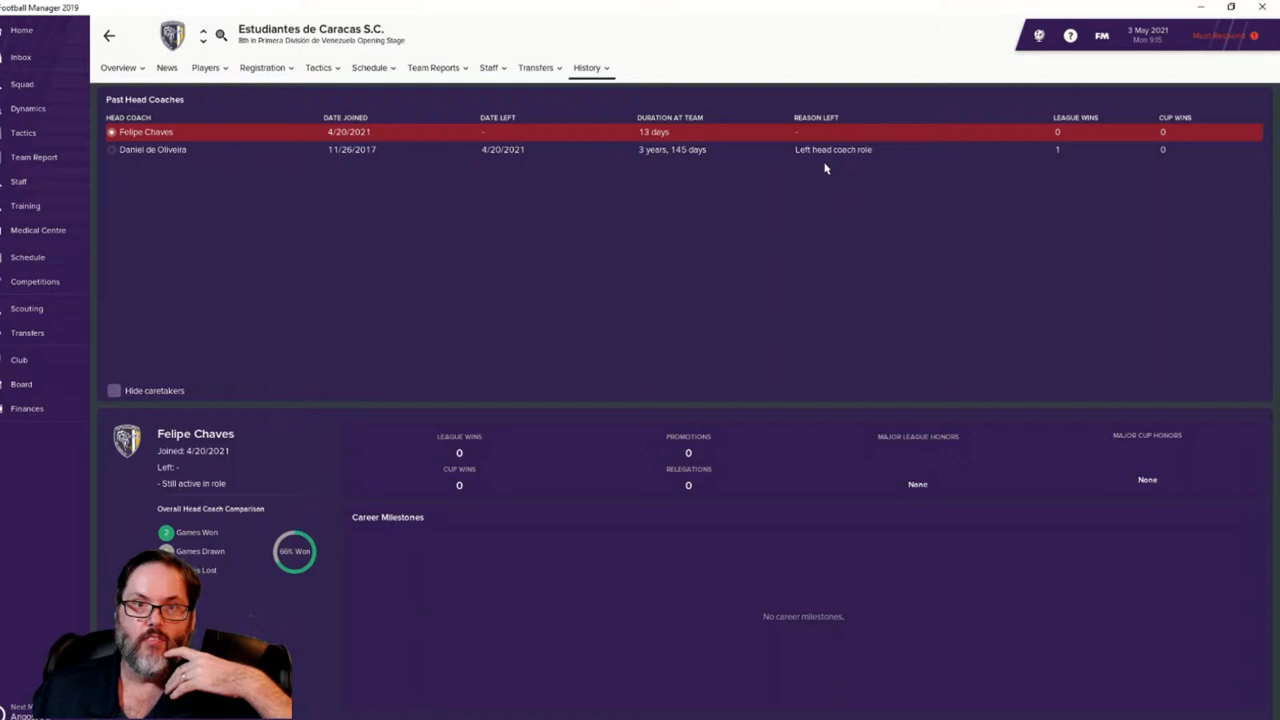 Football Manager 2019
Estudiantes de Caracas S.C.
8th in Primera División de Venezuela Opening Stage
FM
3 May 2021
Mon 9:15
Must Respond
Overview
News
Players
Registration
Tactics
Schedule
Team Reports
Staff
Transfers
History
Home
Inbox
Squad
Dynamics
Tactics
Team Report
Staff
Training
Medical Centre
Schedule
Competitions
Scouting
Transfers
Club
Board
Finances
Past Head Coaches
HEAD COACH DATE JOINED DATE LEFT DURATION AT TEAM REASON LEFT LEAGUE WINS CUP WINS
Felipe Chaves 4/20/2021 - 13 days - 0 0
Daniel de Oliveira 11/26/2017 4/20/2021 3 years, 145 days Left head coach role 1 0
Hide caretakers
Felipe Chaves
Joined: 4/20/2021
Left: -
- Still active in role
Overall Head Coach Comparison
2 Games Won
Games Drawn
Lost
66% Won
LEAGUE WINS
0
CUP WINS
0
PROMOTIONS
0
RELEGATIONS
0
MAJOR LEAGUE HONORS
None
MAJOR CUP HONORS
None
Career Milestones
No career milestones.
Next